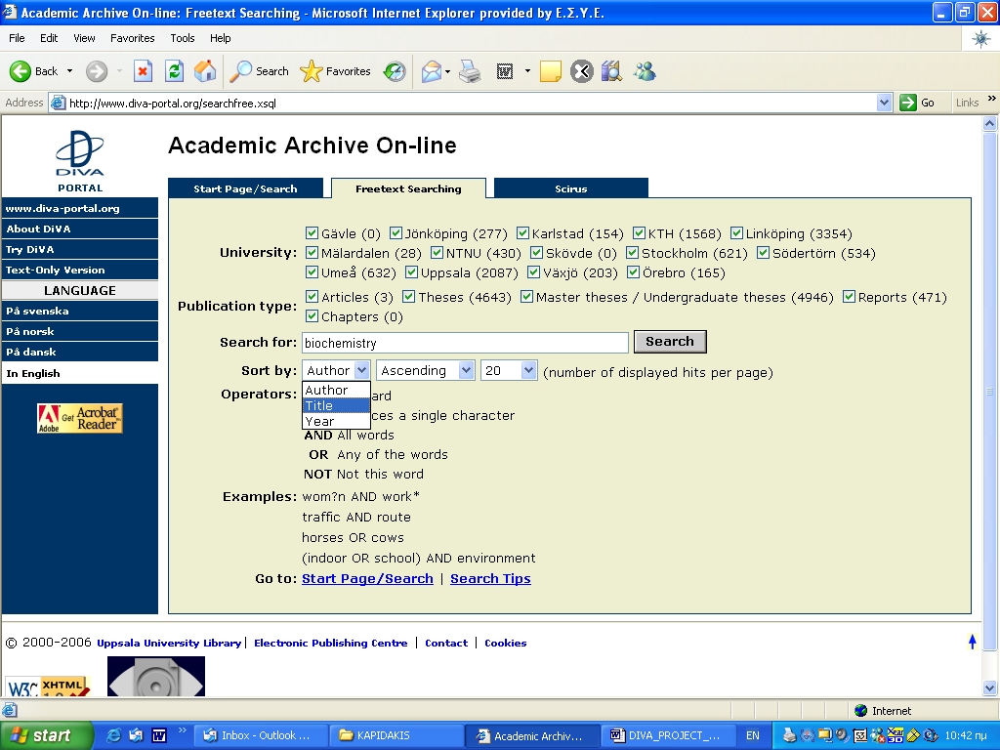 Academic Archive On-line: Freetext Searching - Microsoft Internet Explorer provided by Ε.Σ.Υ.Ε.
File Edit View Favorites Tools Help
Back Search Favorites
Address http://www.diva-portal.org/searchfree.xsql Go Links »
DiVA
PORTAL
Academic Archive On-line
Start Page/Search Freetext Searching Scirus
www.diva-portal.org
About DiVA
Try DiVA
Text-Only Version
LANGUAGE
På svenska
På norsk
På dansk
In English
Get Acrobat Reader
Adobe
University: Gävle (0) Jönköping (277) Karlstad (154) KTH (1568) Linköping (3354)
Mälardalen (28) NTNU (430) Skövde (0) Stockholm (621) Södertörn (534)
Umeå (632) Uppsala (2087) Växjö (203) Örebro (165)
Publication type: Articles (3) Theses (4643) Master theses / Undergraduate theses (4946) Reports (471)
Chapters (0)
Search for: biochemistry Search
Sort by: Author Ascending 20 (number of displayed hits per page)
Author
Title
Year
Operators: ard
ces a single character
AND All words
OR Any of the words
NOT Not this word
Examples: wom?n AND work*
traffic AND route
horses OR cows
(indoor OR school) AND environment
Go to: Start Page/Search | Search Tips
© 2000-2006 Uppsala University Library | Electronic Publishing Centre | Contact | Cookies
W3C XHTML 1.0
Internet
start » Inbox - Outlook ... KAPIDAKIS Academic Archiv... DIVA_PROJECT_... EN 10:42 πμ